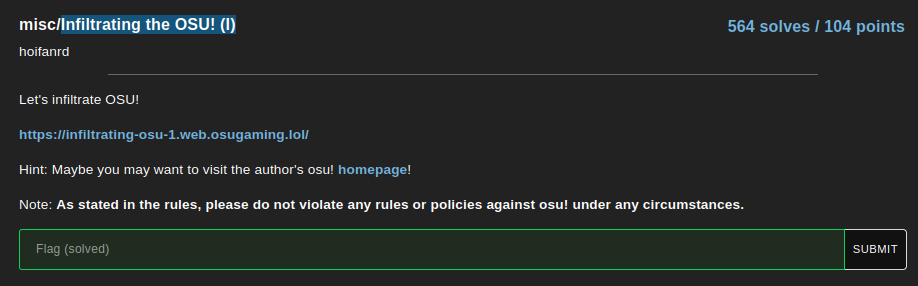 misc/Infiltrating the OSU! (I)
564 solves / 104 points
hoifanrd
Let's infiltrate OSU!
https://infiltrating-osu-1.web.osugaming.lol/
Hint: Maybe you may want to visit the author's osu! homepage!
Note: As stated in the rules, please do not violate any rules or policies against osu! under any circumstances.
Flag (solved)
SUBMIT